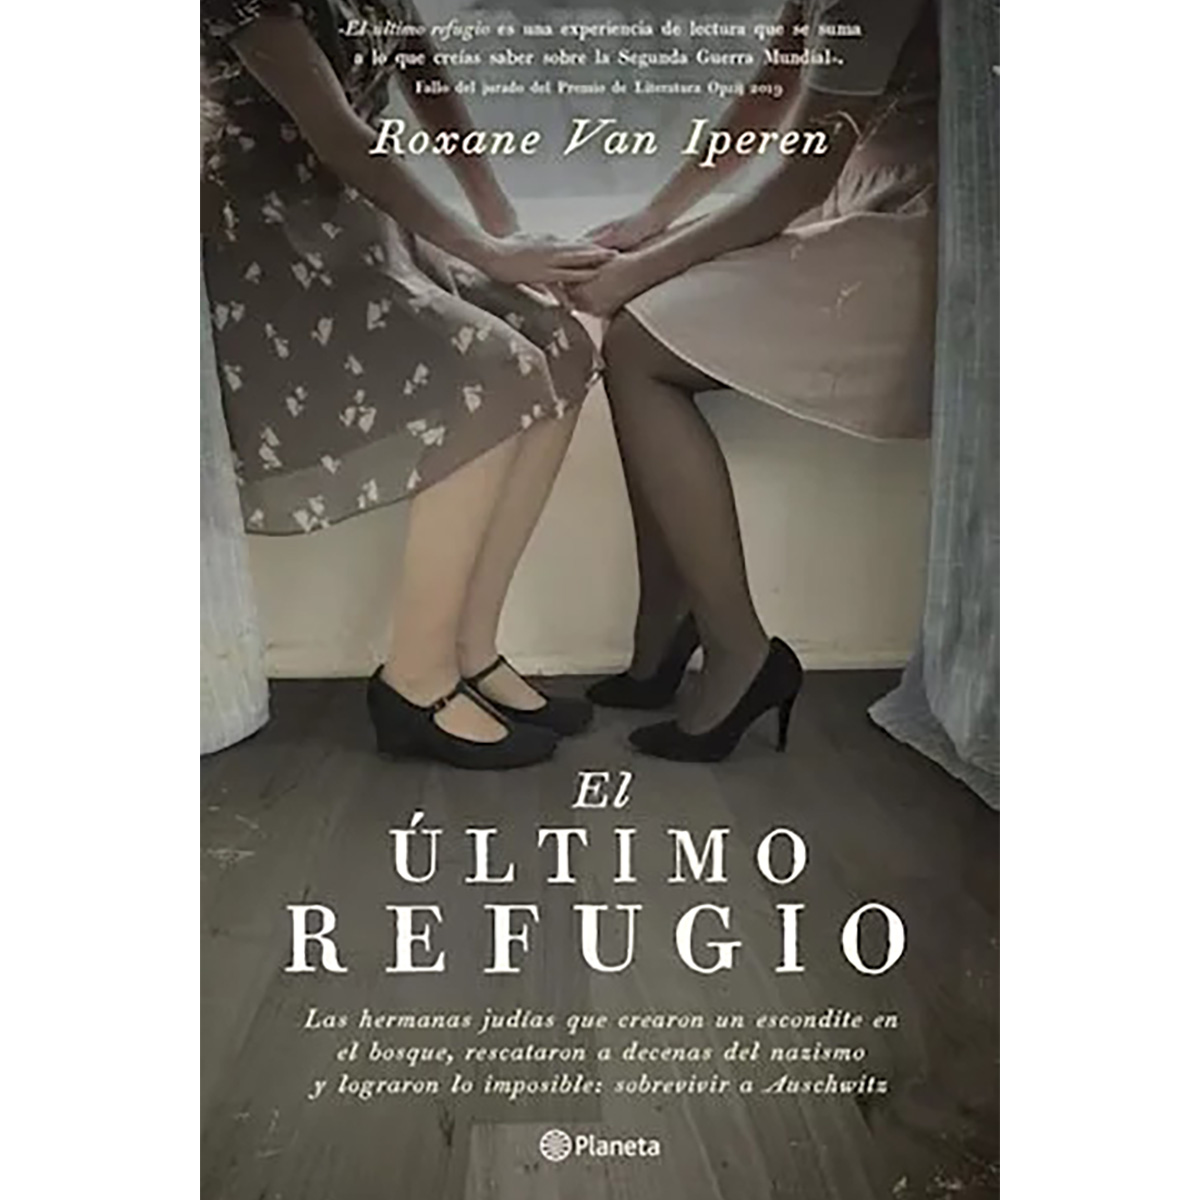 «El último refugio es una experiencia de lectura que se suma
a lo que creías saber sobre la Segunda Guerra Mundial».
Fallo del jurado del Premio de Literatura Opzij 2019
Roxane Van Iperen
El
ÚLTIMO
REFUGIO
Las hermanas judías que crearon un escondite en
el bosque, rescataron a decenas del nazismo
y lograron lo imposible: sobrevivir a Auschwitz
Planeta